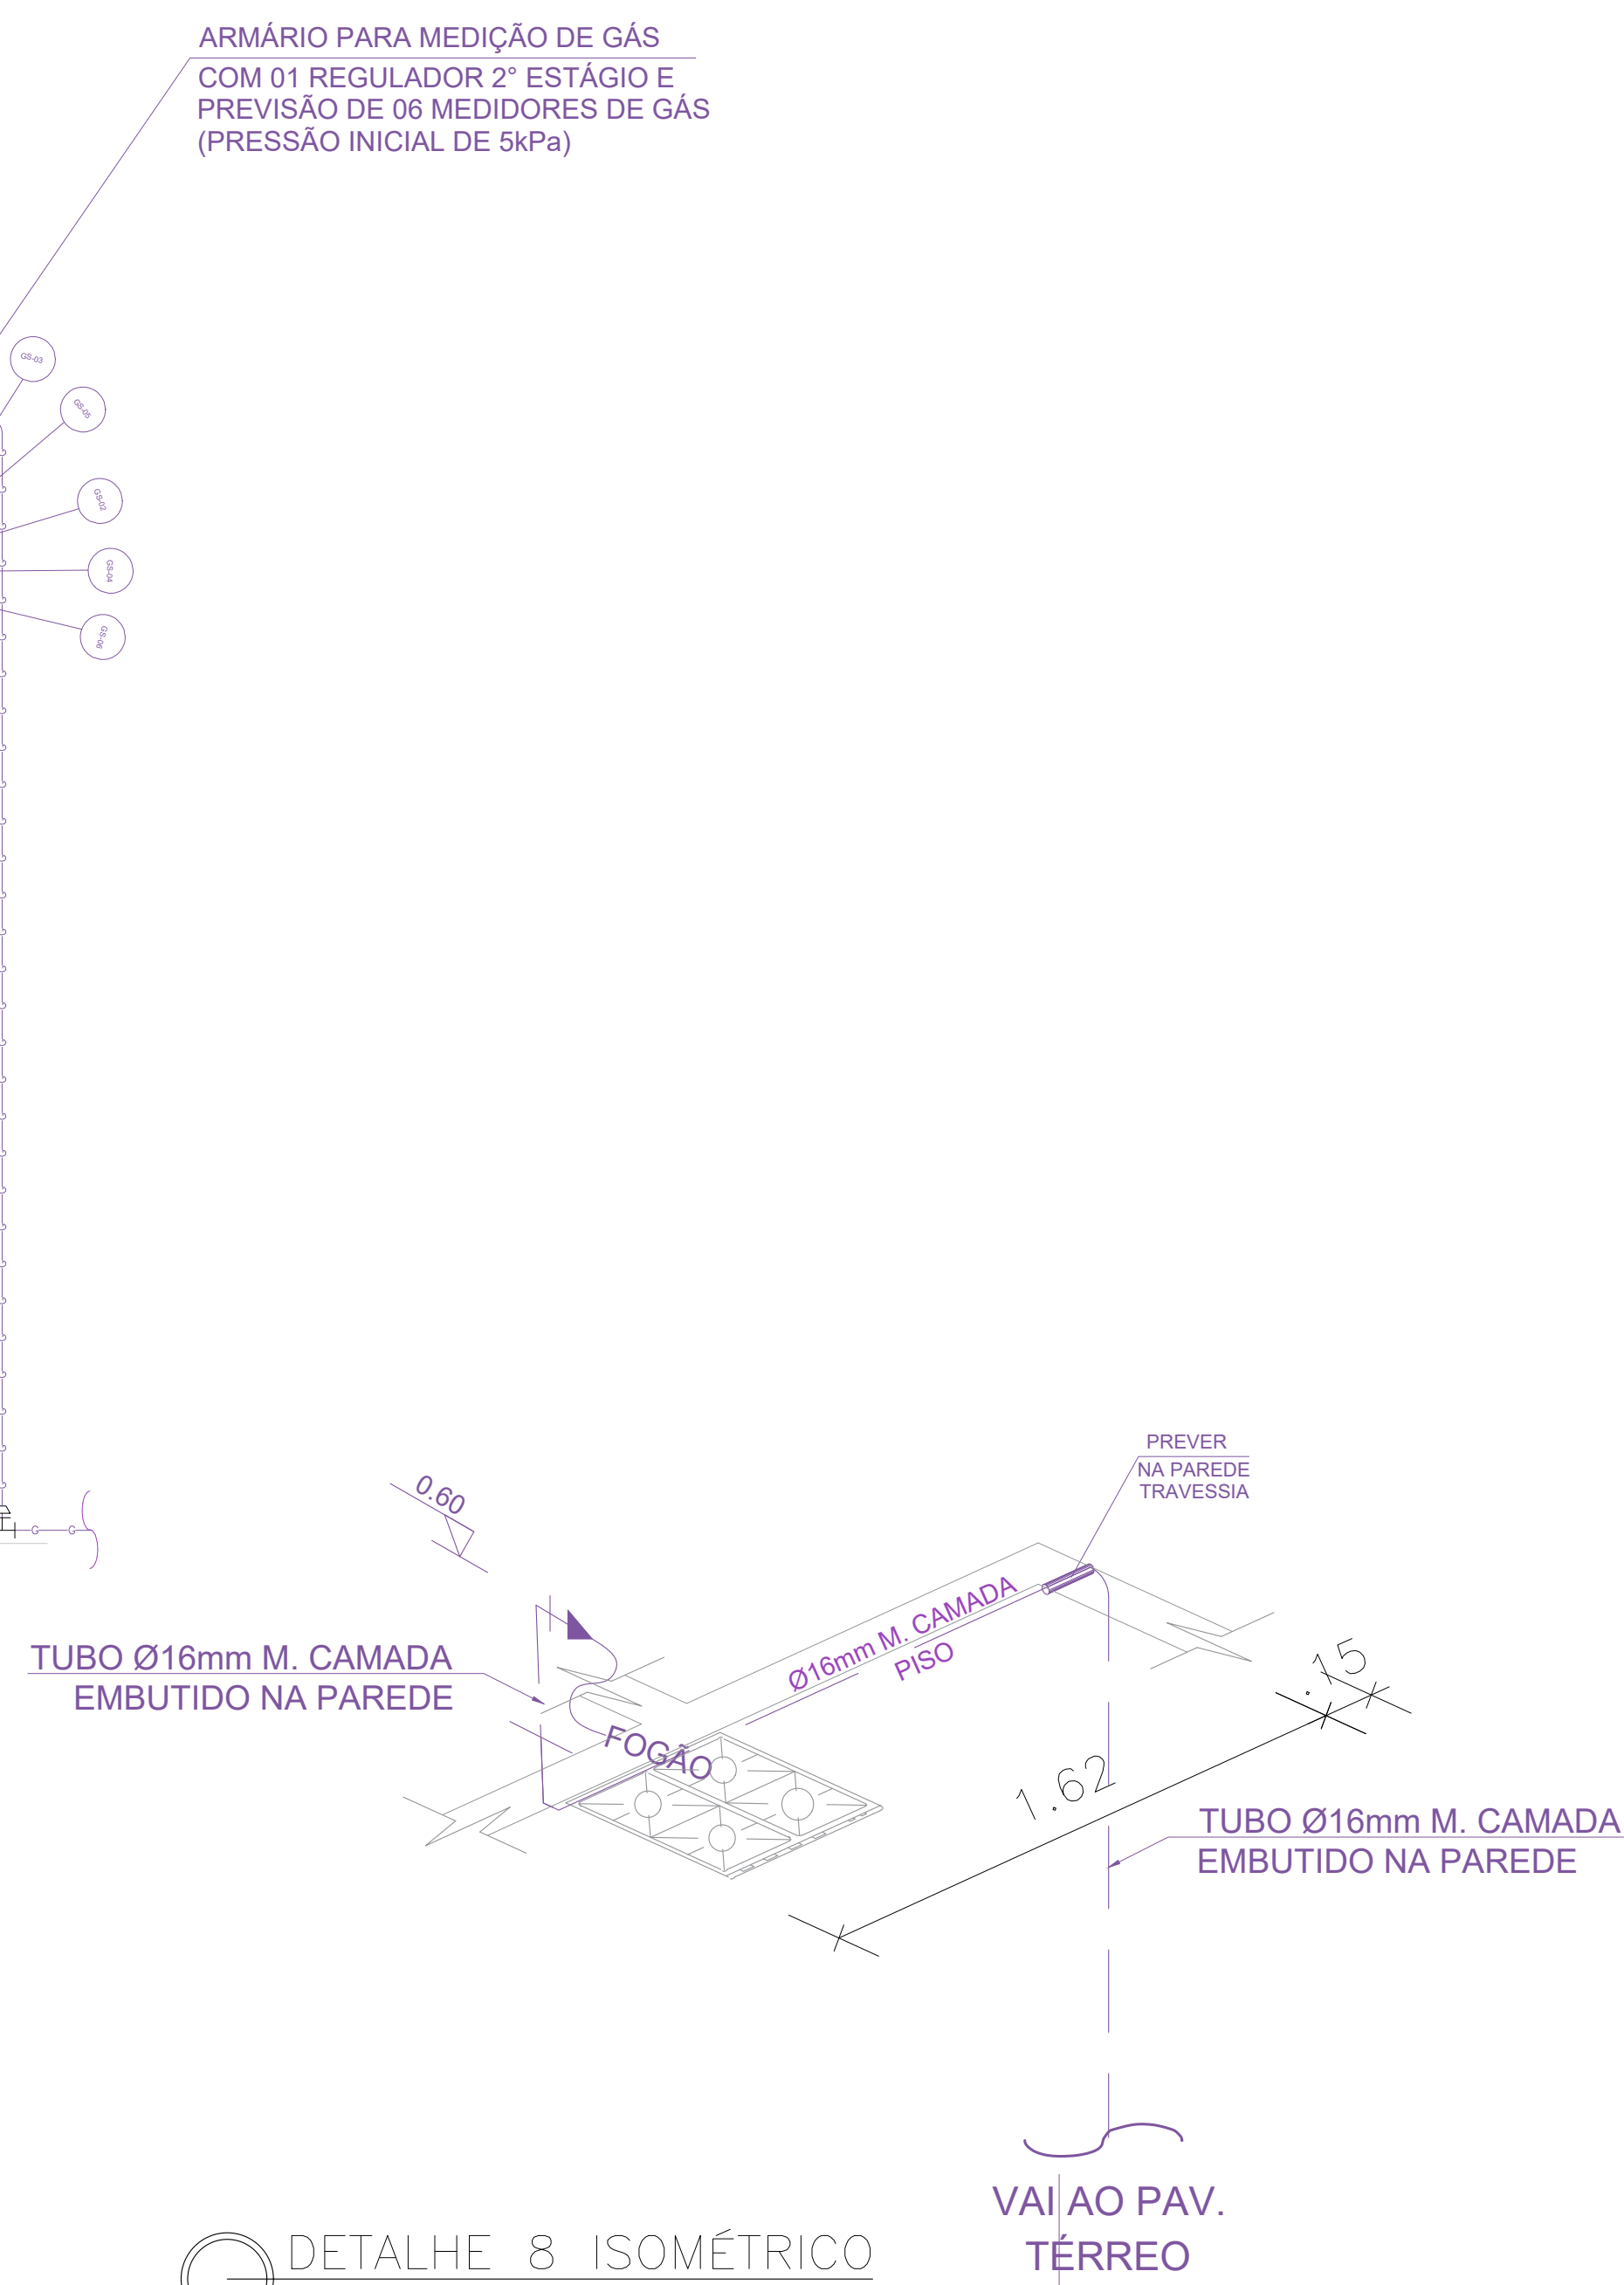 ARMÁRIO PARA MEDIÇÃO DE GÁS
COM 01 REGULADOR 2° ESTÁGIO E
PREVISÃO DE 06 MEDIDORES DE GÁS
(PRESSÃO INICIAL DE 5kPa)
GS-03
GS-05
GS-02
GS-04
GS-06
G G
PREVER
NA PAREDE
TRAVESSIA
0.60
TUBO Ø16mm M. CAMADA
EMBUTIDO NA PAREDE
Ø16mm M. CAMADA
PISO
FOGÃO
.15
1.62
TUBO Ø16mm M. CAMADA
EMBUTIDO NA PAREDE
VAI AO PAV.
TÉRREO
DETALHE 8 ISOMÉTRICO